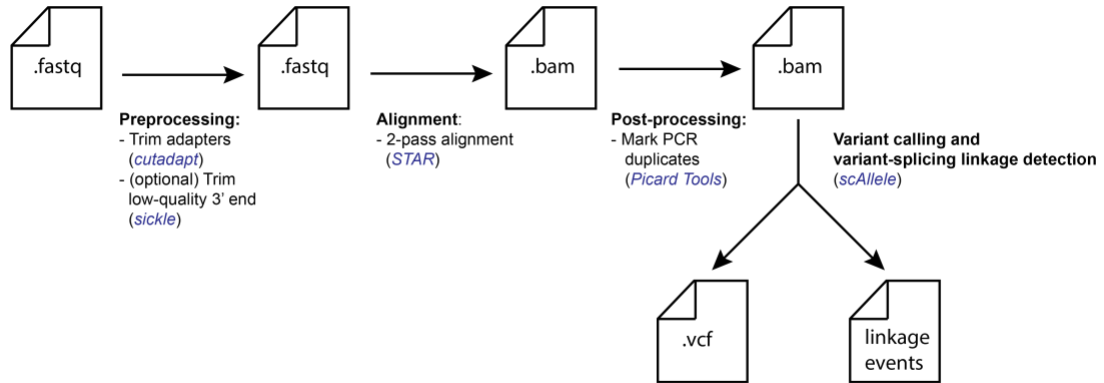 .fastq
.fastq
.bam
.bam
Preprocessing:
- Trim adapters
(cutadapt)
- (optional) Trim
low-quality 3' end
(sickle)
Alignment:
- 2-pass alignment
(STAR)
Post-processing:
- Mark PCR
duplicates
(Picard Tools)
Variant calling and
variant-splicing linkage detection
(scAllele)
.vcf
linkage
events